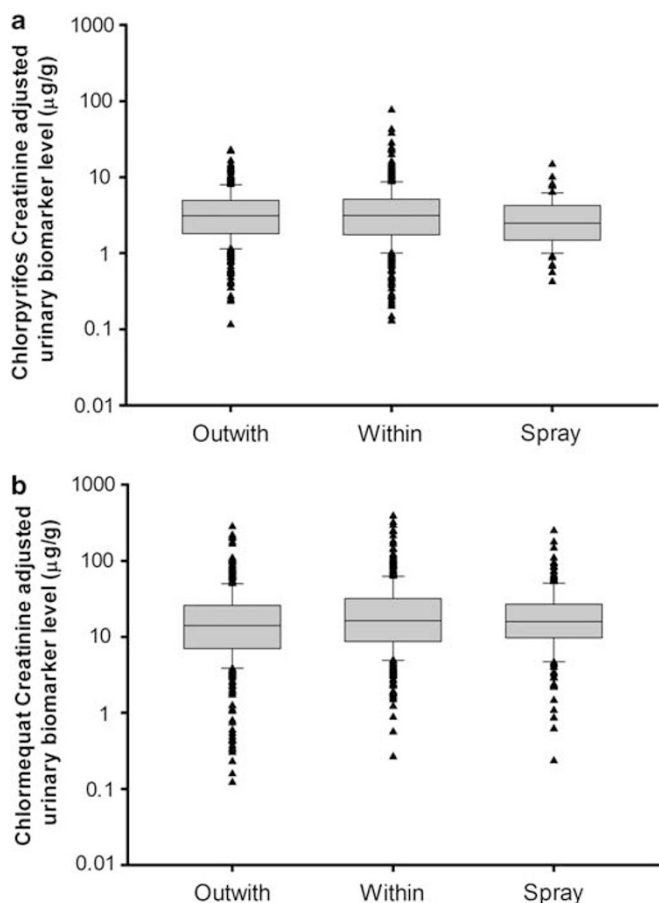 a
Chlorpyrifos Creatinine adjusted
urinary biomarker level (µg/g)
1000
100
10
1
0.1
0.01
Outwith Within Spray
b
Chlormequat Creatinine adjusted
urinary biomarker level (µg/g)
1000
100
10
1
0.1
0.01
Outwith Within Spray